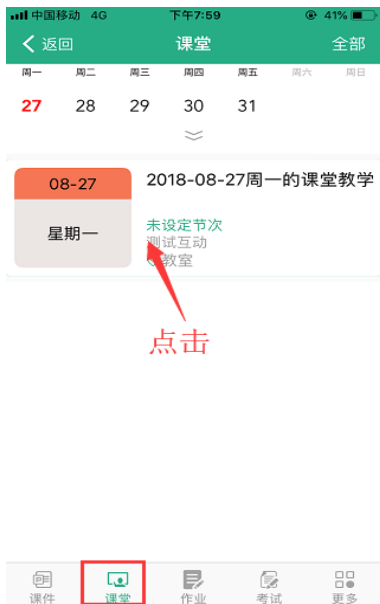 中国移动 4G 下午7:59 41%
返回 课堂 全部
周一 周二 周三 周四 周五 周六 周日
27 28 29 30 31
08-27
星期一
2018-08-27周一的课堂教学
未设定节次
测试互动
教室
点击
课件 课堂 作业 考试 更多